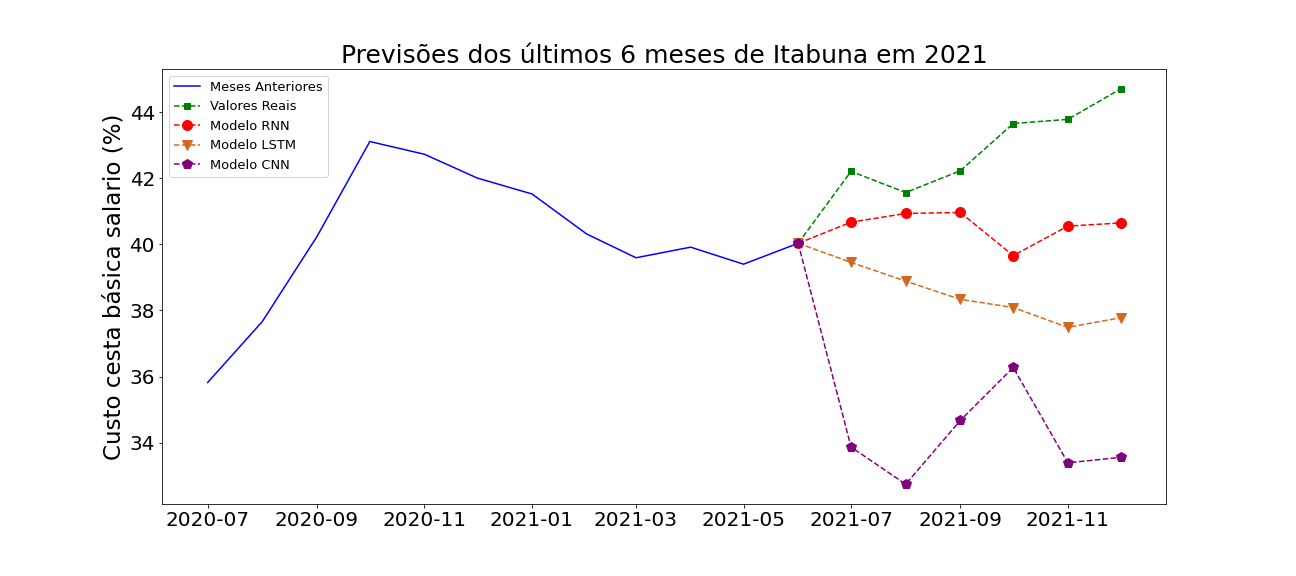 Previsões dos últimos 6 meses de Itabuna em 2021
Meses Anteriores
Valores Reais
Modelo RNN
Modelo LSTM
Modelo CNN
Custo cesta básica salario (%)
44
42
40
38
36
34
2020-07 2020-09 2020-11 2021-01 2021-03 2021-05 2021-07 2021-09 2021-11